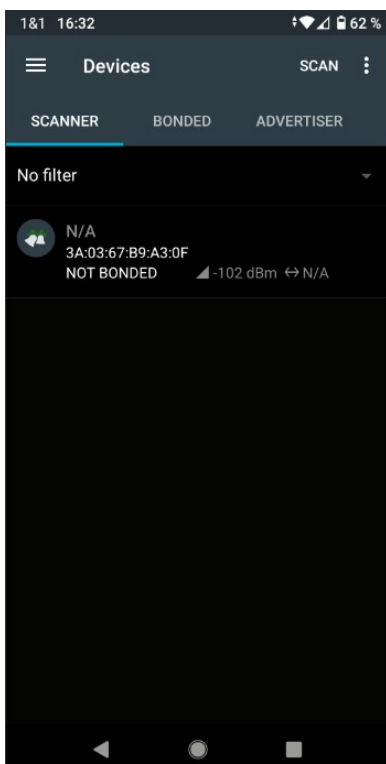 1&1 16:32 62 %
Devices SCAN
SCANNER BONDED ADVERTISER
No filter
N/A
3A:03:67:B9:A3:0F
NOT BONDED -102 dBm N/A